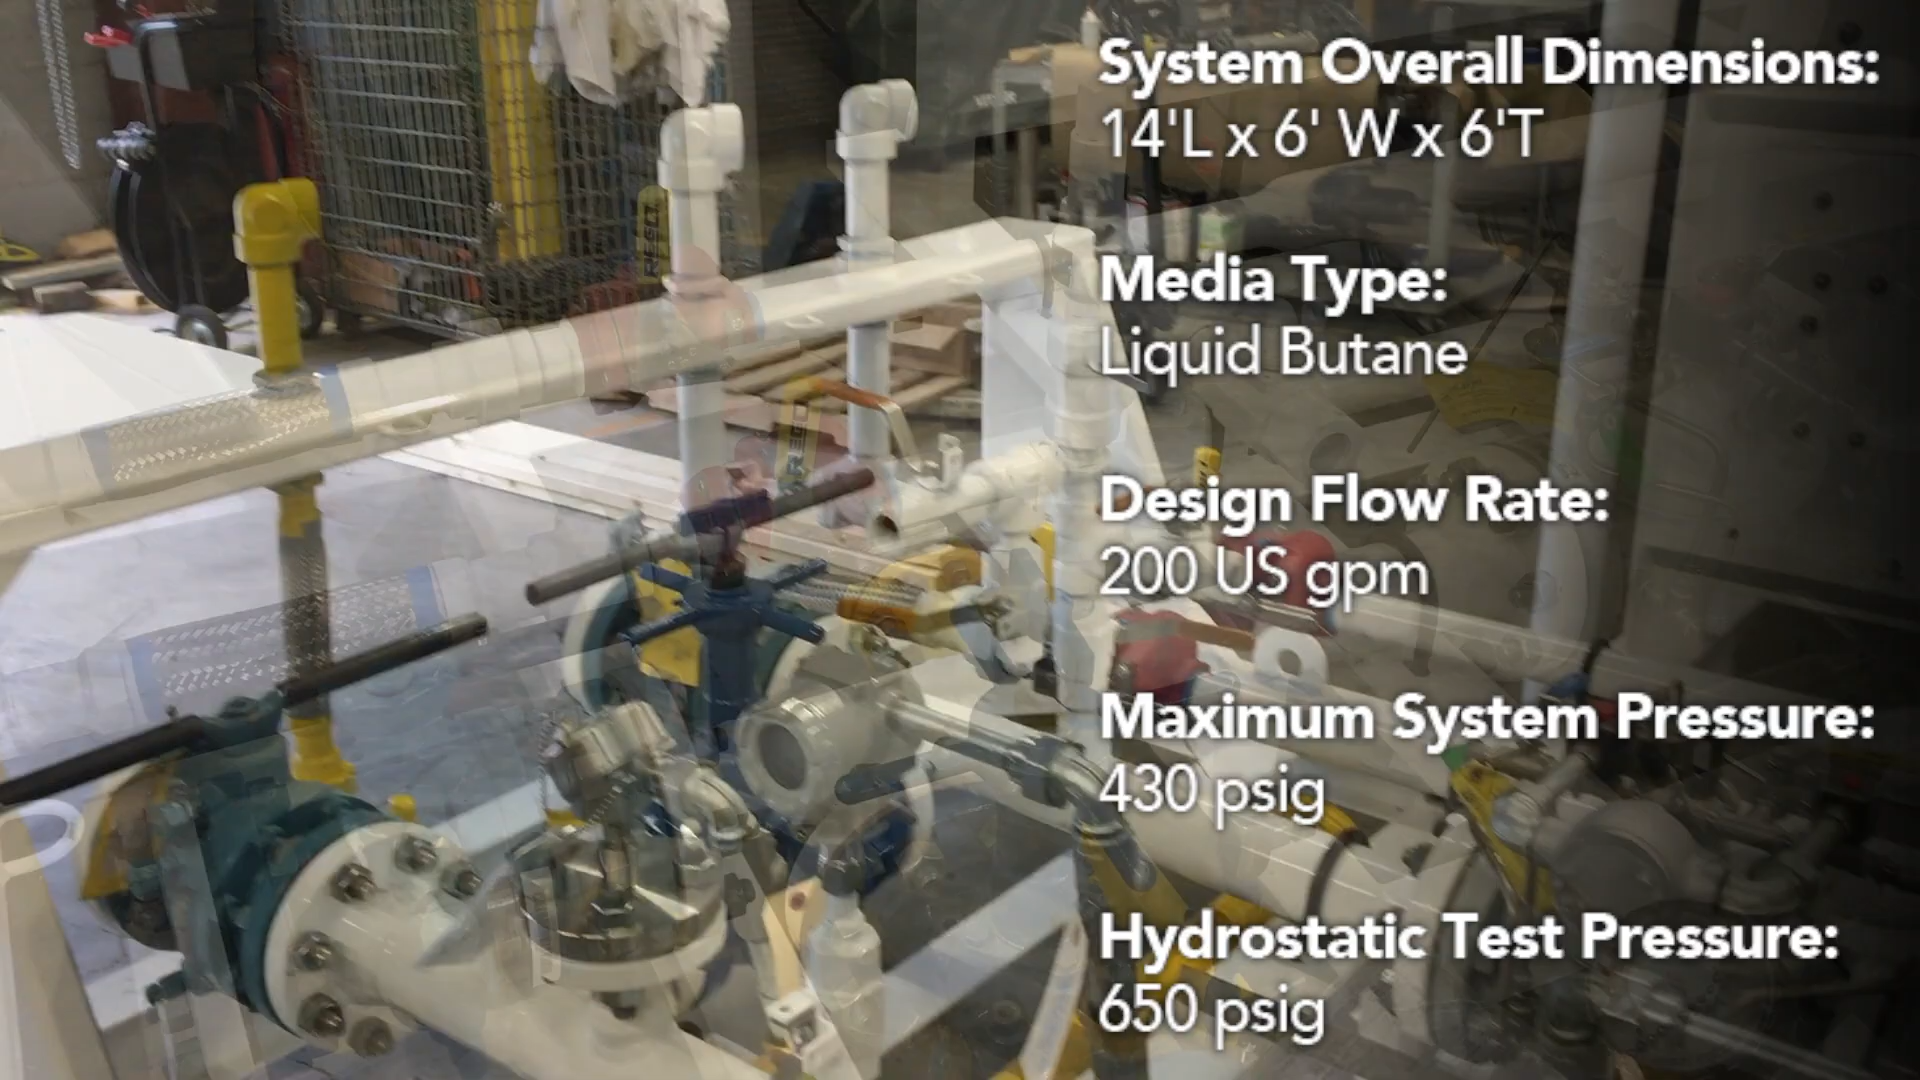 System Overall Dimensions:
14'L x 6' W x 6'T
Media Type:
Liquid Butane
Design Flow Rate:
200 US gpm
Maximum System Pressure:
430 psig
Hydrostatic Test Pressure:
650 psig